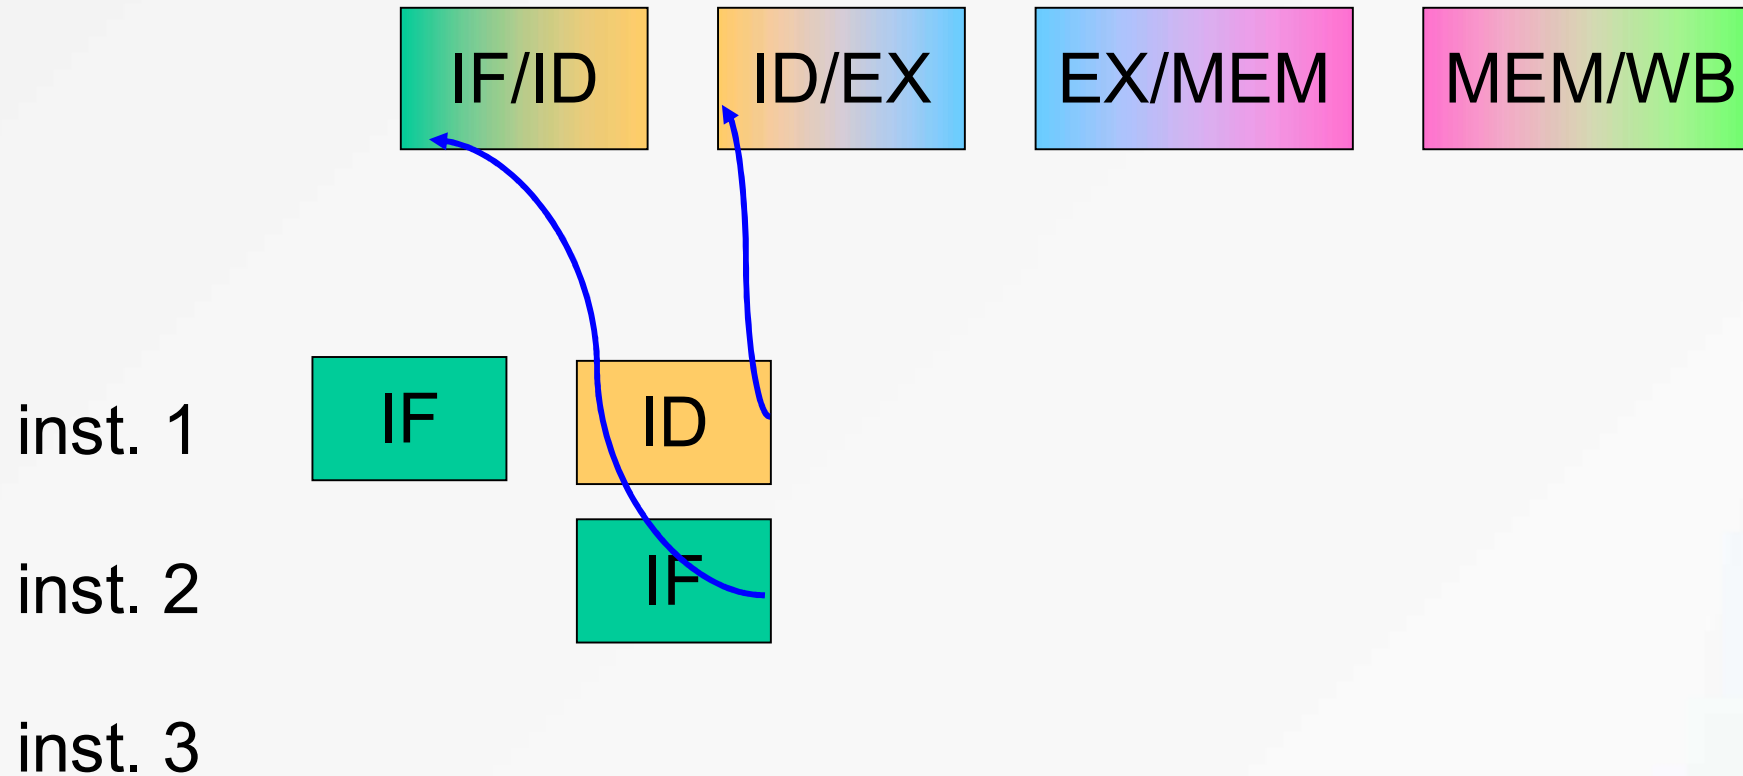 IF/ID ID/EX EX/MEM MEM/WB
inst. 1 IF ID
inst. 2 IF
inst. 3